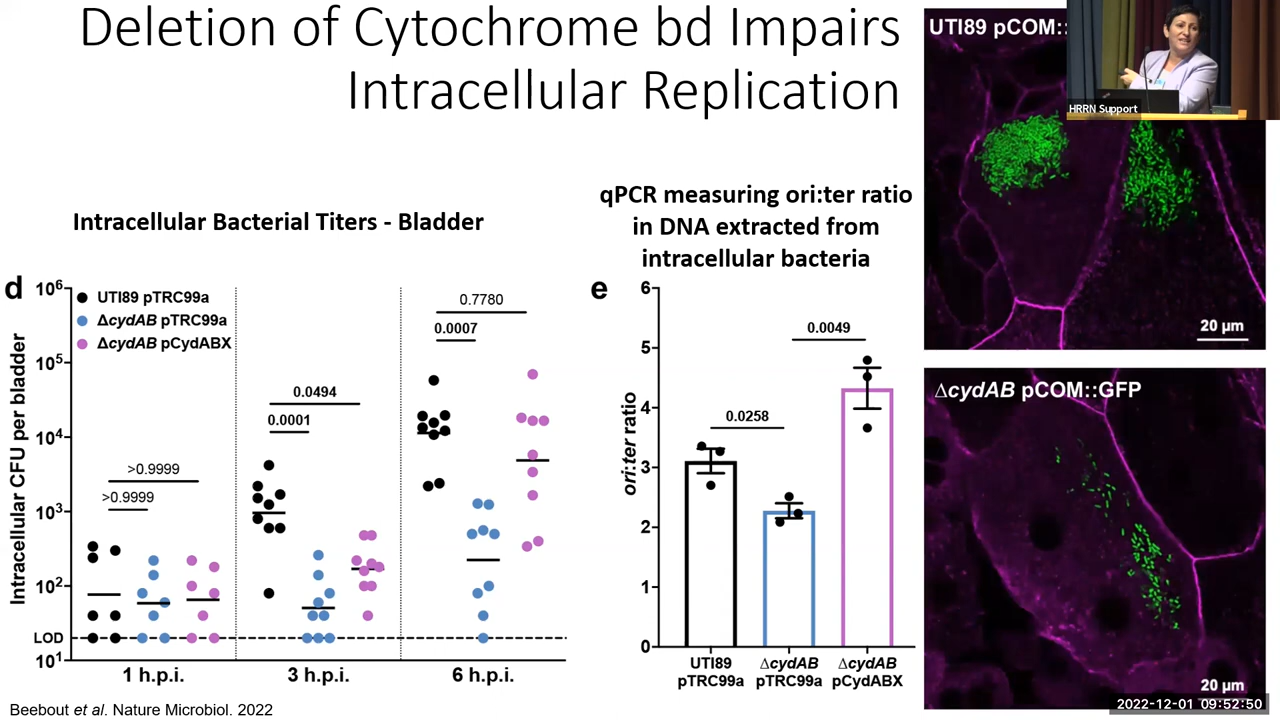 Deletion of Cytochrome bd Impairs
Intracellular Replication
UTI89 pCOM::
HRRN Support
20 µm
Intracellular Bacterial Titers - Bladder
qPCR measuring ori:ter ratio
in DNA extracted from
intracellular bacteria
d
UTI89 pTRC99a
ΔcydAB pTRC99a
ΔcydAB pCydABX
Intracellular CFU per bladder
10⁶
10⁵
10⁴
10³
10²
LOD
10¹
>0.9999
>0.9999
0.0494
0.0001
0.7780
0.0007
1 h.p.i.
3 h.p.i.
6 h.p.i.
e
ori:ter ratio
6
5
4
3
2
1
0
0.0258
0.0049
UTI89
pTRC99a
ΔcydAB
pTRC99a
ΔcydAB
pCydABX
ΔcydAB pCOM::GFP
20 µm
2022-12-01 09:52:50
Beebout et al. Nature Microbiol. 2022